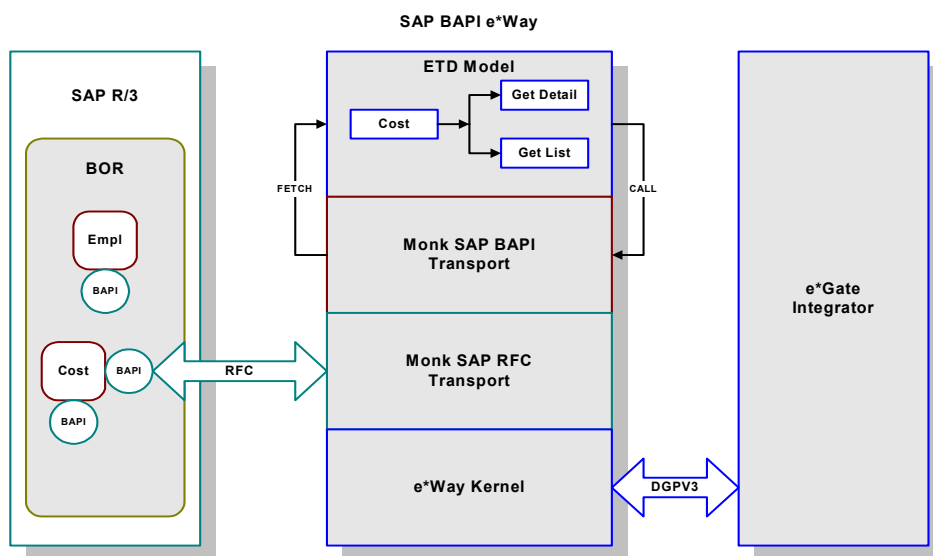 SAP BAPI e*Way
SAP R/3
BOR
Empl
BAPI
Cost
BAPI
BAPI
RFC
ETD Model
Cost
Get Detail
Get List
FETCH
CALL
Monk SAP BAPI
Transport
Monk SAP RFC
Transport
e*Way Kernel
DGPV3
e*Gate
Integrator